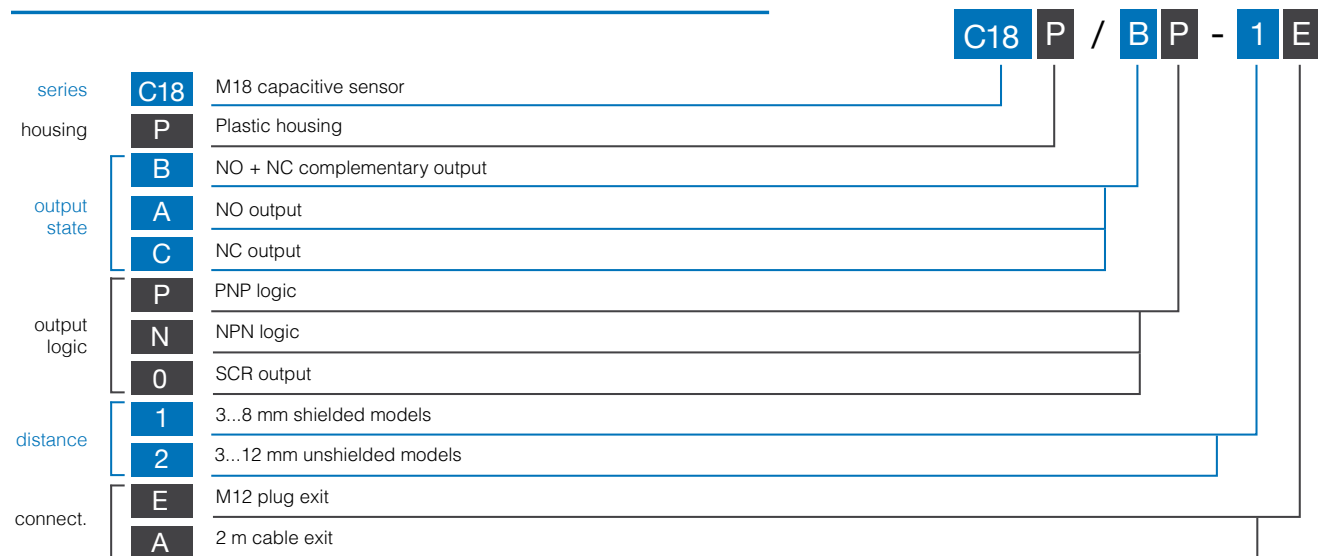 C18 P / B P - 1 E
series C18 M18 capacitive sensor
housing P Plastic housing
B NO + NC complementary output
output state A NO output
C NC output
P PNP logic
output logic N NPN logic
0 SCR output
1 3...8 mm shielded models
distance 2 3...12 mm unshielded models
E M12 plug exit
connect. A 2 m cable exit